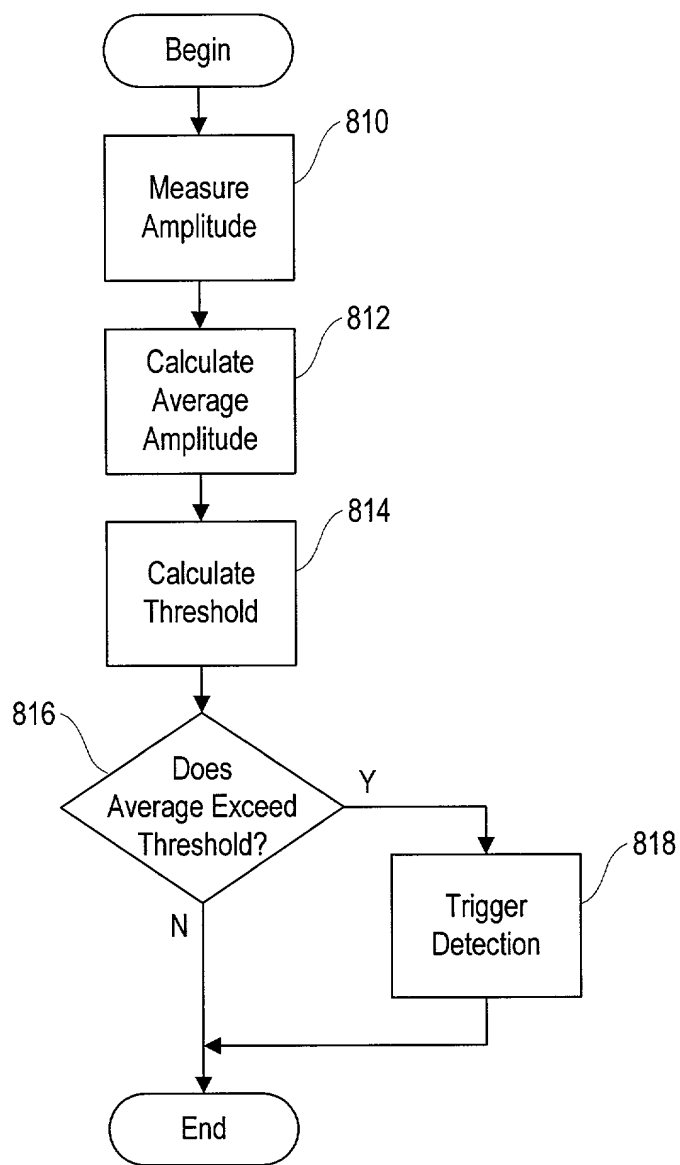 Begin
810
Measure
Amplitude
812
Calculate
Average
Amplitude
814
Calculate
Threshold
816
Does
Average Exceed
Threshold?
Y
818
Trigger
Detection
N
End